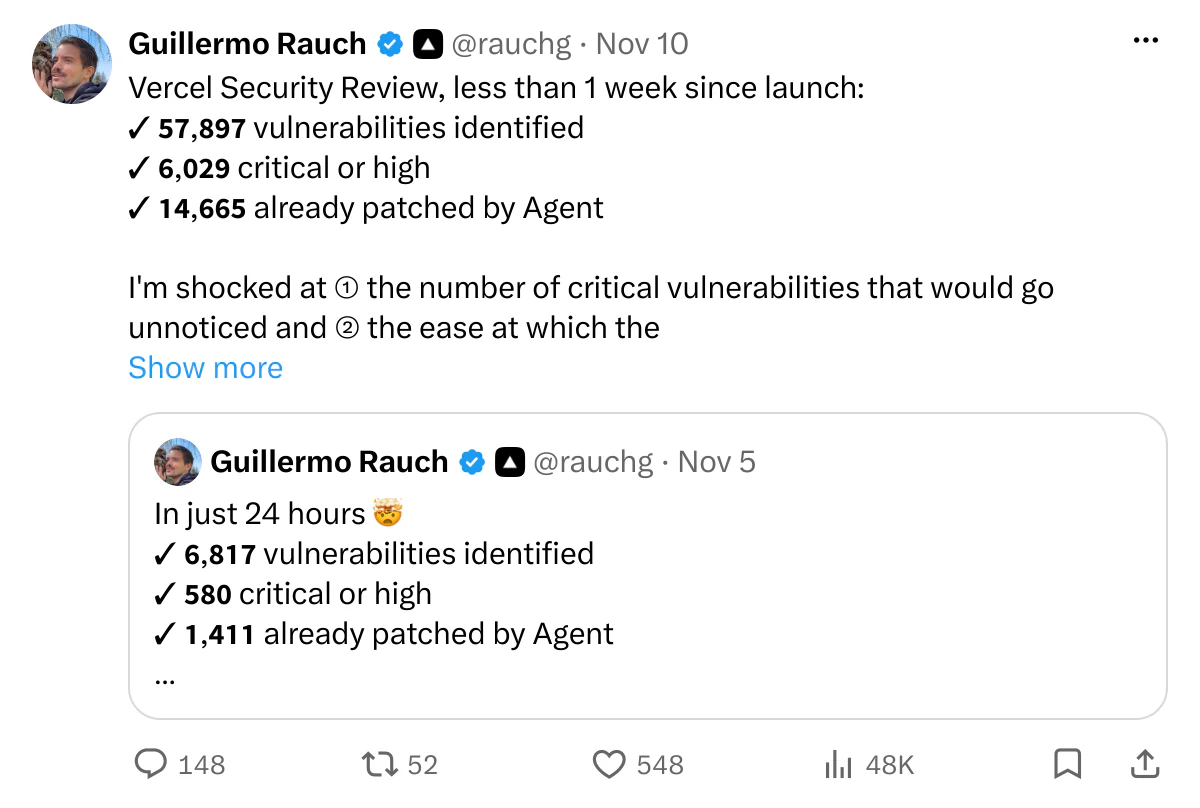 Guillermo Rauch @rauchg · Nov 10
Vercel Security Review, less than 1 week since launch:
✓ 57,897 vulnerabilities identified
✓ 6,029 critical or high
✓ 14,665 already patched by Agent
I'm shocked at ① the number of critical vulnerabilities that would go
unnoticed and ② the ease at which the
Show more
Guillermo Rauch @rauchg · Nov 5
In just 24 hours 🤯
✓ 6,817 vulnerabilities identified
✓ 580 critical or high
✓ 1,411 already patched by Agent
...
148 52 548 48K